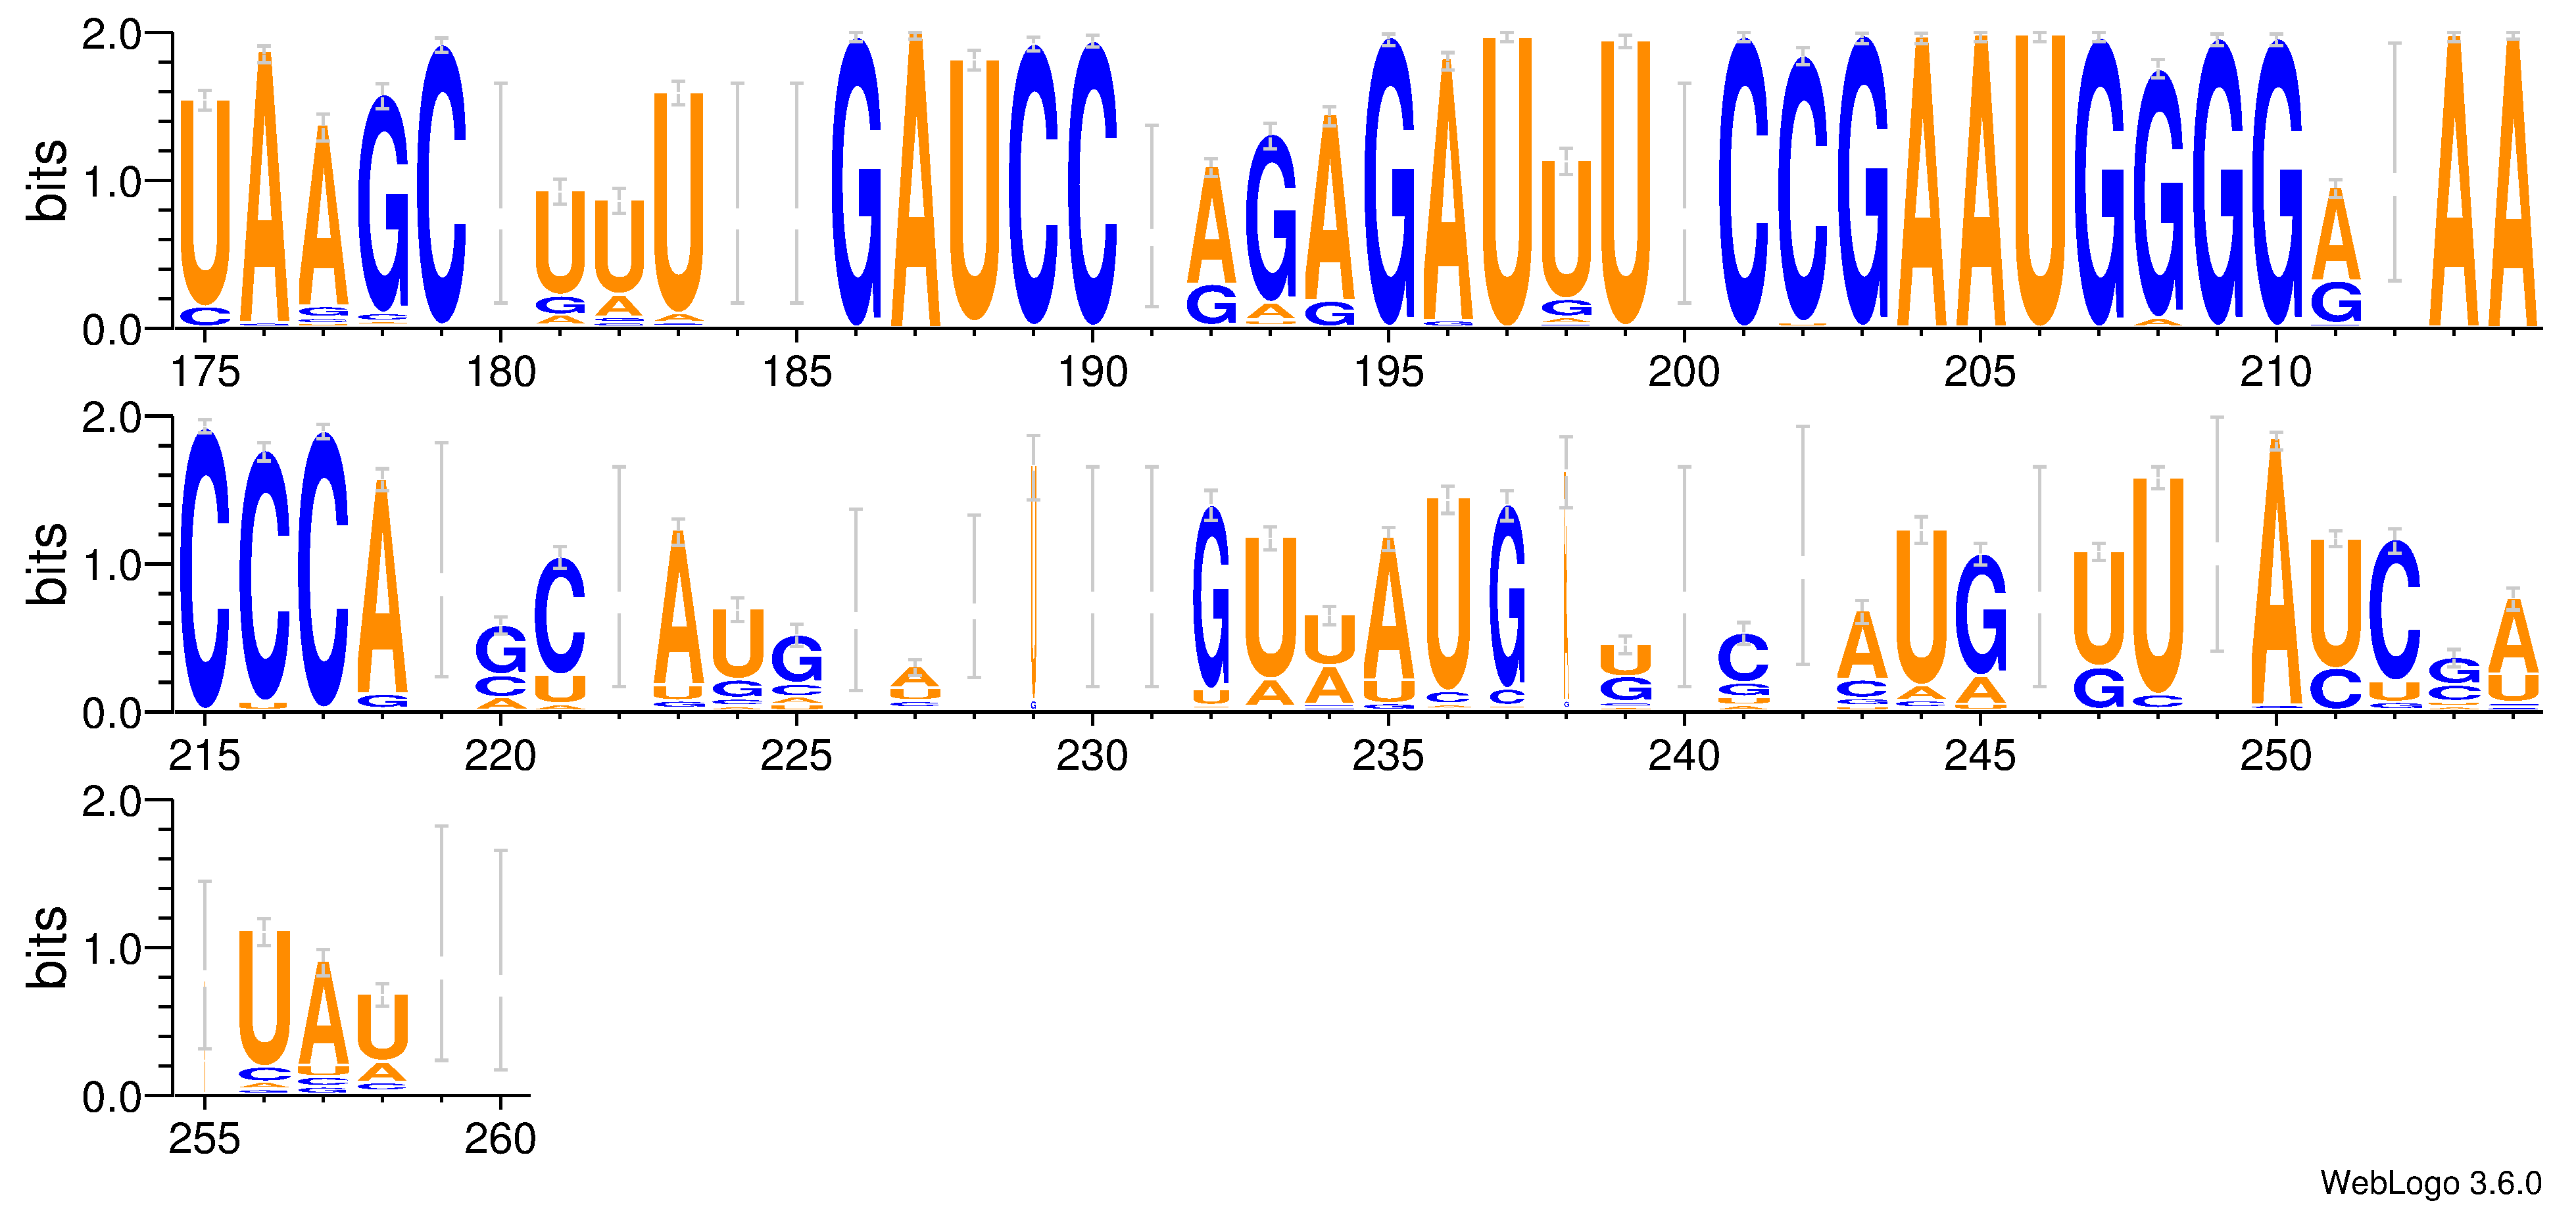 2.0
1.0
0.0
bits
UAAGC UUU GAUCC AGAGAUUU CCGAAUGGGGA AA
175 180 185 190 195 200 205 210
2.0
1.0
0.0
bits
CCCA GC AUG A U GUUAUG U C AUG UU AUCGA
215 220 225 230 235 240 245 250
2.0
1.0
0.0
bits
UAU
255 260
WebLogo 3.6.0